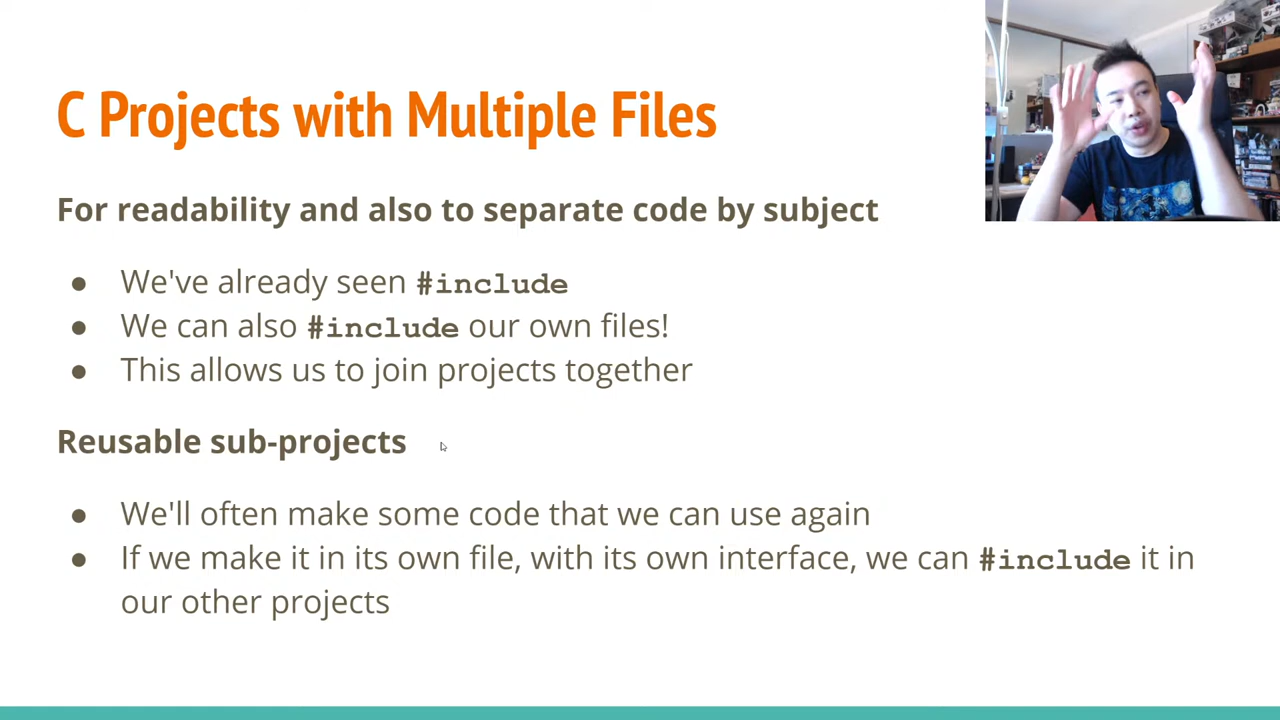 C Projects with Multiple Files
For readability and also to separate code by subject
● We've already seen #include
● We can also #include our own files!
● This allows us to join projects together
Reusable sub-projects
● We'll often make some code that we can use again
● If we make it in its own file, with its own interface, we can #include it in
our other projects